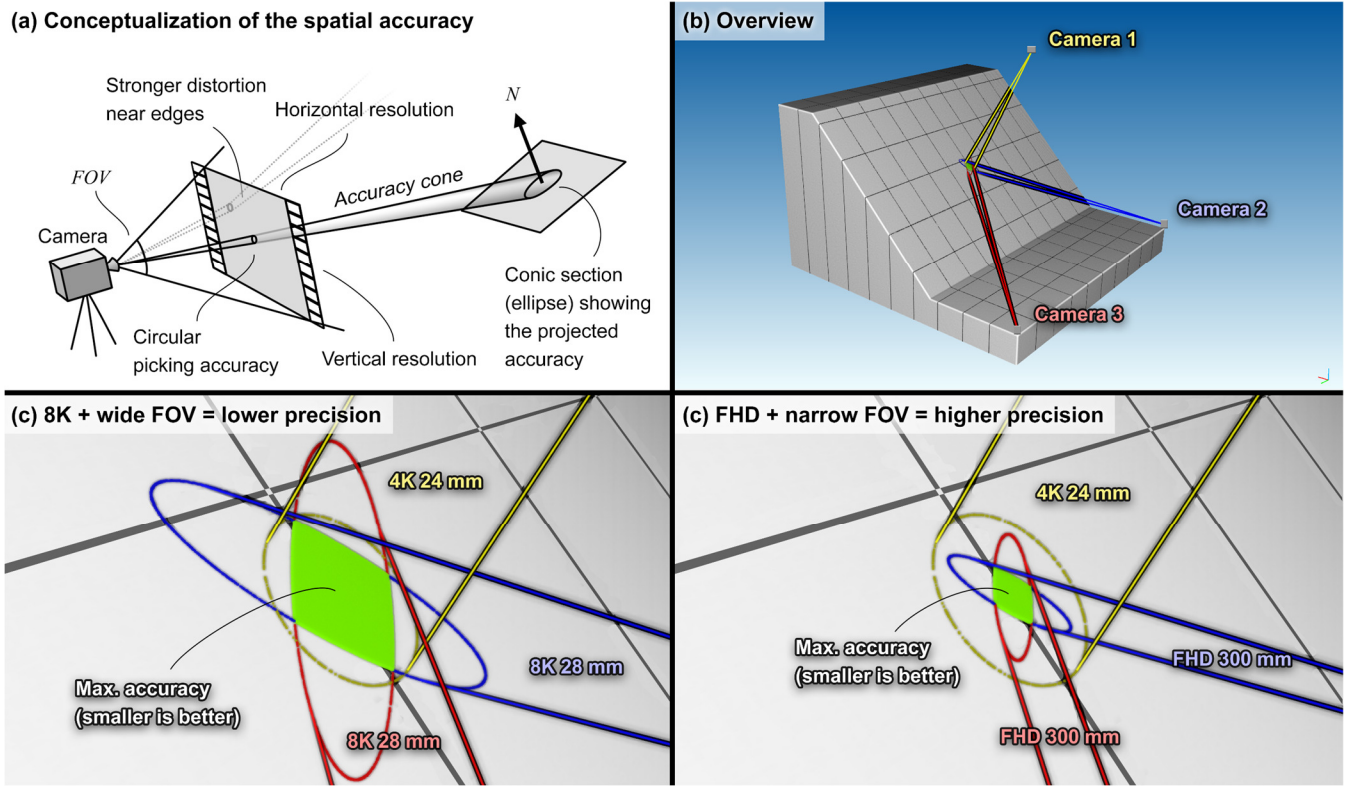 (a) Conceptualization of the spatial accuracy
Stronger distortion
near edges
Horizontal resolution
N
FOV
Accuracy cone
Camera
Circular
picking accuracy
Vertical resolution
Conic section
(ellipse) showing
the projected
accuracy
(b) Overview
Camera 1
Camera 2
Camera 3
(c) 8K + wide FOV = lower precision
4K 24 mm
8K 28 mm
Max. accuracy
(smaller is better)
8K 28 mm
(c) FHD + narrow FOV = higher precision
4K 24 mm
Max. accuracy
(smaller is better)
FHD 300 mm
FHD 300 mm